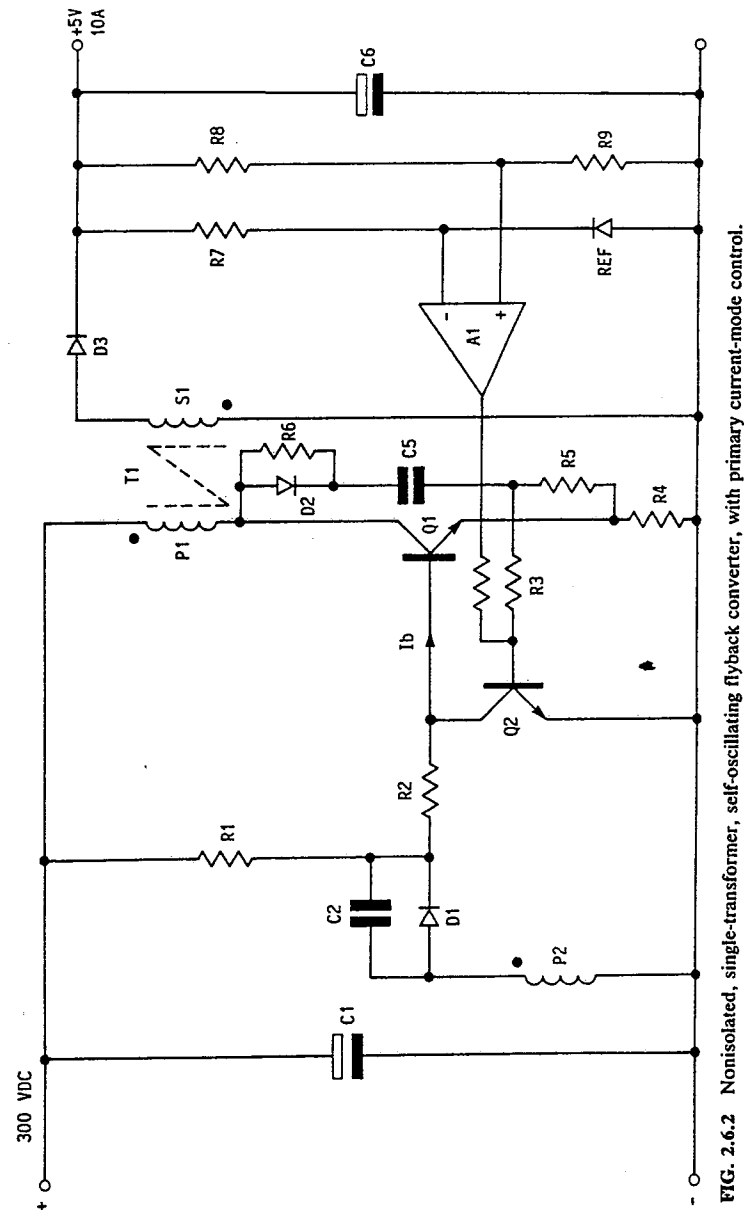 300 VDC
+
C1
P2
D1
C2
R1
R2
Q2
Ib
R3
Q1
P1
T1
S1
D2
R6
C5
R5
R4
A1
-
+
D3
R7
REF
R8
R9
C6
+5V
10A
-
FIG. 2.6.2 Nonisolated, single-transformer, self-oscillating flyback converter, with primary current-mode control.